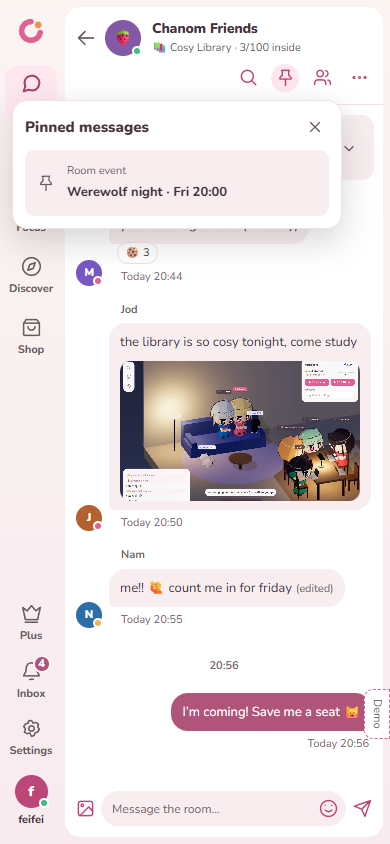 Chanom Friends
Cosy Library · 3/100 inside
Pinned messages
Room event
Werewolf night · Fri 20:00
Focus
Discover
Shop
3
M
Today 20:44
Jod
the library is so cosy tonight, come study
J
Today 20:50
Nam
me!! count me in for friday (edited)
N
Today 20:55
20:56
I'm coming! Save me a seat
Demo
Today 20:56
Plus
4
Inbox
Settings
f
feifei
Message the room...